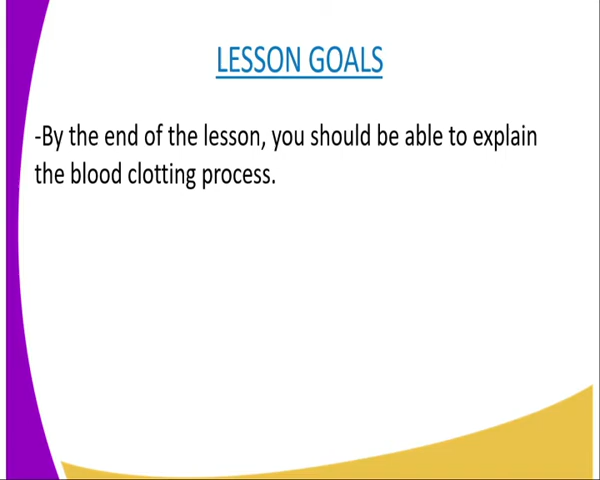 LESSON GOALS
-By the end of the lesson, you should be able to explain
the blood clotting process.